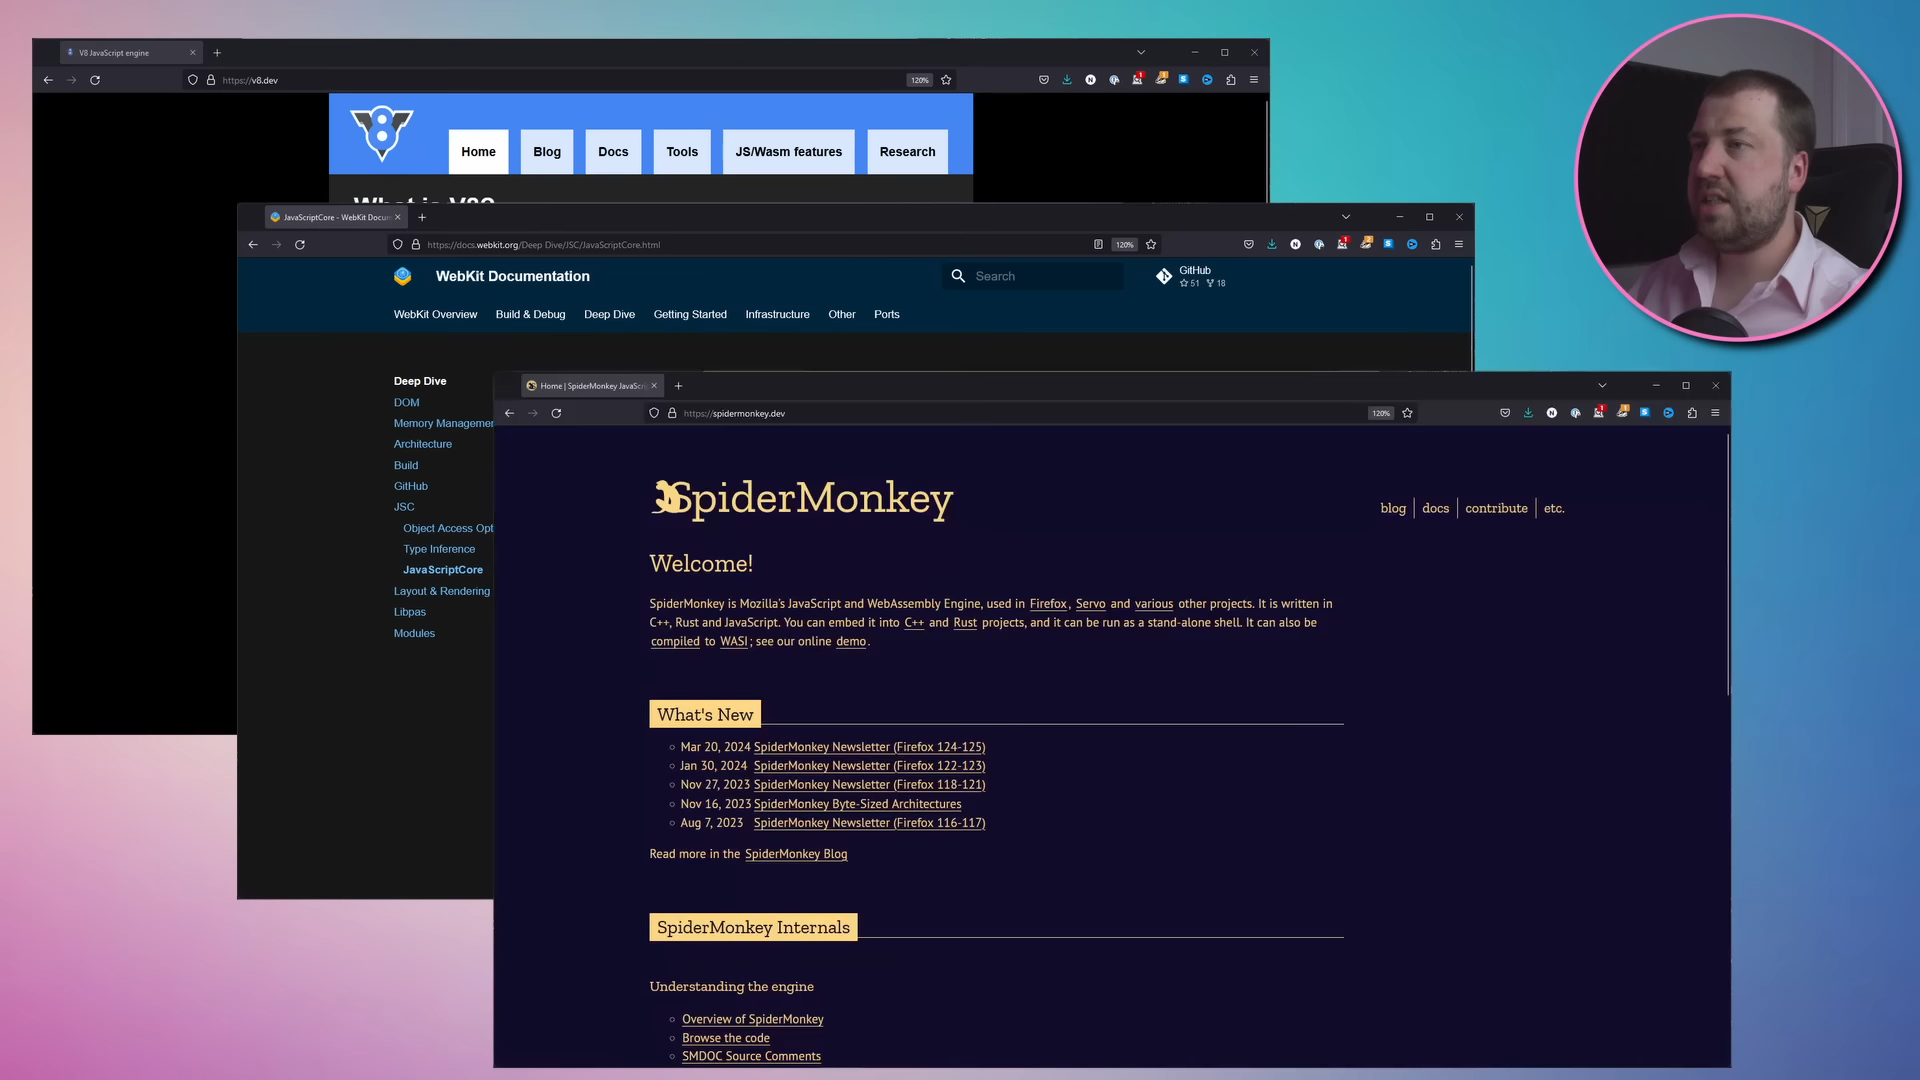 V8 JavaScript engine
https://v8.dev
120%
1
1
Home
Blog
Docs
Tools
JS/Wasm features
Research
What is V8?
JavaScriptCore - WebKit Docum
https://docs.webkit.org/Deep Dive/JSC/JavaScriptCore.html
120%
1
2
WebKit Documentation
Search
GitHub
51 18
WebKit Overview
Build & Debug
Deep Dive
Getting Started
Infrastructure
Other
Ports
Deep Dive
DOM
Memory Managemen
Architecture
Build
GitHub
JSC
Object Access Opt
Type Inference
JavaScriptCore
Layout & Rendering
Libpas
Modules
Home | SpiderMonkey JavaScri
https://spidermonkey.dev
120%
1
1
SpiderMonkey
blog
docs
contribute
etc.
Welcome!
SpiderMonkey is Mozilla's JavaScript and WebAssembly Engine, used in Firefox, Servo and various other projects. It is written in
C++, Rust and JavaScript. You can embed it into C++ and Rust projects, and it can be run as a stand-alone shell. It can also be
compiled to WASI; see our online demo.
What's New
Mar 20, 2024 SpiderMonkey Newsletter (Firefox 124-125)
Jan 30, 2024 SpiderMonkey Newsletter (Firefox 122-123)
Nov 27, 2023 SpiderMonkey Newsletter (Firefox 118-121)
Nov 16, 2023 SpiderMonkey Byte-Sized Architectures
Aug 7, 2023 SpiderMonkey Newsletter (Firefox 116-117)
Read more in the SpiderMonkey Blog
SpiderMonkey Internals
Understanding the engine
Overview of SpiderMonkey
Browse the code
SMDOC Source Comments